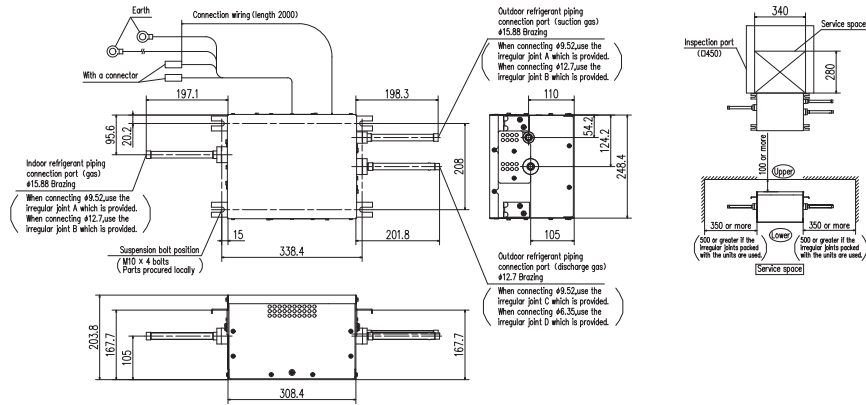 Earth
Connection wiring (length 2000)
With a connector
Outdoor refrigerant piping
connection port (suction gas)
ø15.88 Brazing
When connecting ø9.52,use the
irregular joint A which is provided.
When connecting ø12.7,use the
irregular joint B which is provided.
197.1
198.3
95.6
20.2
208
Indoor refrigerant piping
connection port (gas)
ø15.88 Brazing
When connecting ø9.52,use the
irregular joint A which is provided.
When connecting ø12.7,use the
irregular joint B which is provided.
Suspension bolt position
M10 × 4 bolts
Parts procured locally
15
338.4
201.8
Outdoor refrigerant piping
connection port (discharge gas)
ø12.7 Brazing
When connecting ø9.52,use the
irregular joint C which is provided.
When connecting ø6.35,use the
irregular joint D which is provided.
110
54.2
124.2
248.4
105
203.8
167.7
105
308.4
167.7
340
Service space
Inspection port
(□450)
280
100 or more
Upper
Lower
350 or more
350 or more
(500 or greater if the
irregular joints packed
with the units are used.)
(500 or greater if the
irregular joints packed
with the units are used.)
Service space